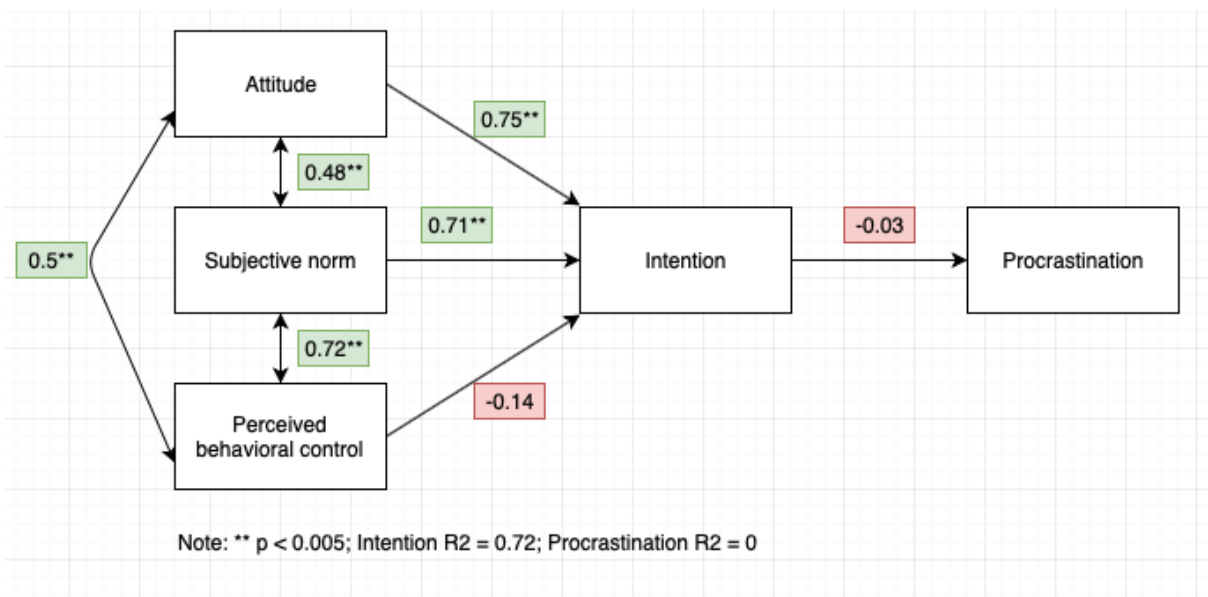 Attitude
0.75**
0.48**
0.71**
-0.03
0.5**
Subjective norm
Intention
Procrastination
0.72**
-0.14
Perceived
behavioral control
Note: ** p < 0.005; Intention R2 = 0.72; Procrastination R2 = 0